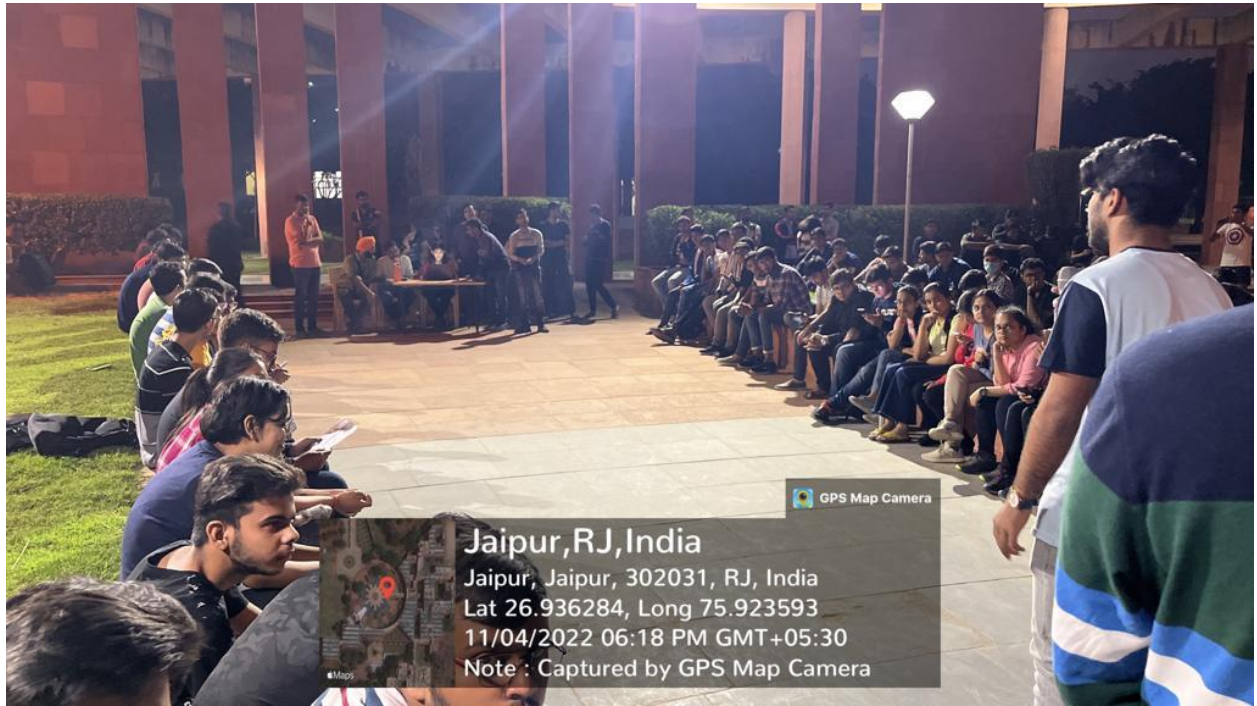 GPS Map Camera
Jaipur,RJ,India
Jaipur, Jaipur, 302031, RJ, India
Lat 26.936284, Long 75.923593
11/04/2022 06:18 PM GMT+05:30
Note : Captured by GPS Map Camera
Maps